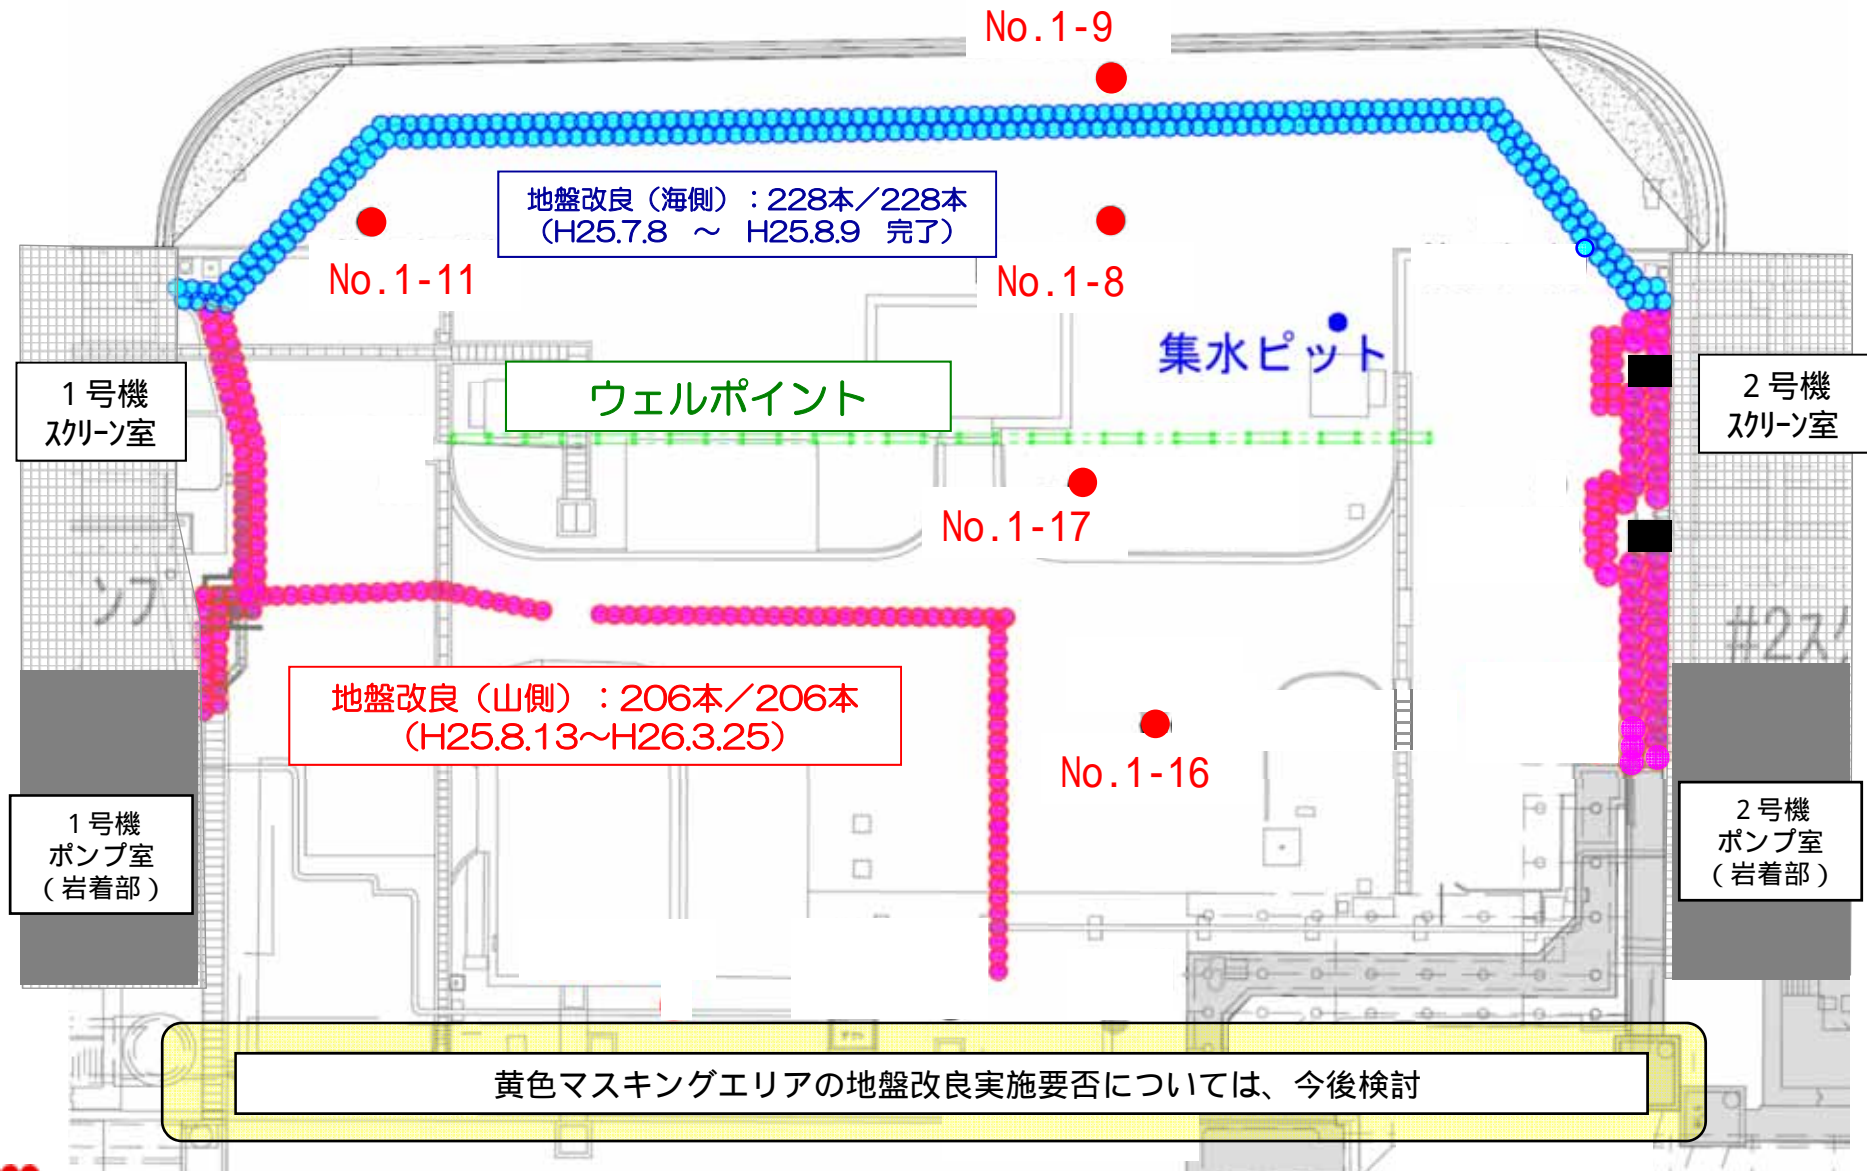 No.1-9
地盤改良（海側）：228本／228本
（H25.7.8　～　H25.8.9　完了）
No.1-11
No.1-8
集水ピット
1号機
ｽｸﾘｰﾝ室
ウェルポイント
2号機
ｽｸﾘｰﾝ室
No.1-17
ンプ
#2ス
地盤改良（山側）：206本／206本
（H25.8.13～H26.3.25）
No.1-16
1号機
ポンプ室
（岩着部）
2号機
ポンプ室
（岩着部）
黄色マスキングエリアの地盤改良実施要否については、今後検討